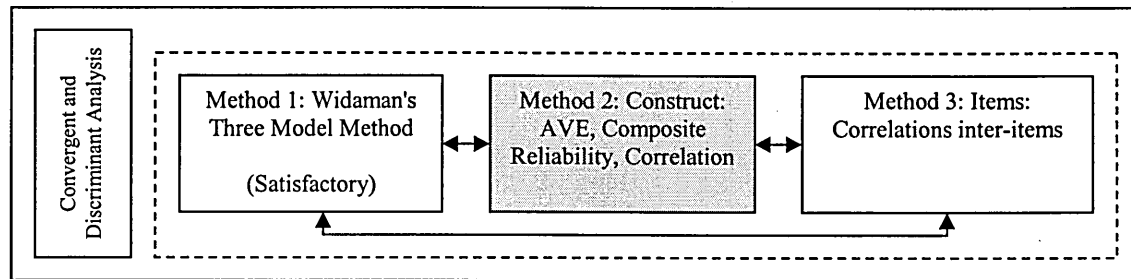 Convergent and
Discriminant Analysis
Method 1: Widaman's
Three Model Method
(Satisfactory)
Method 2: Construct:
AVE, Composite
Reliability, Correlation
Method 3: Items:
Correlations inter-items